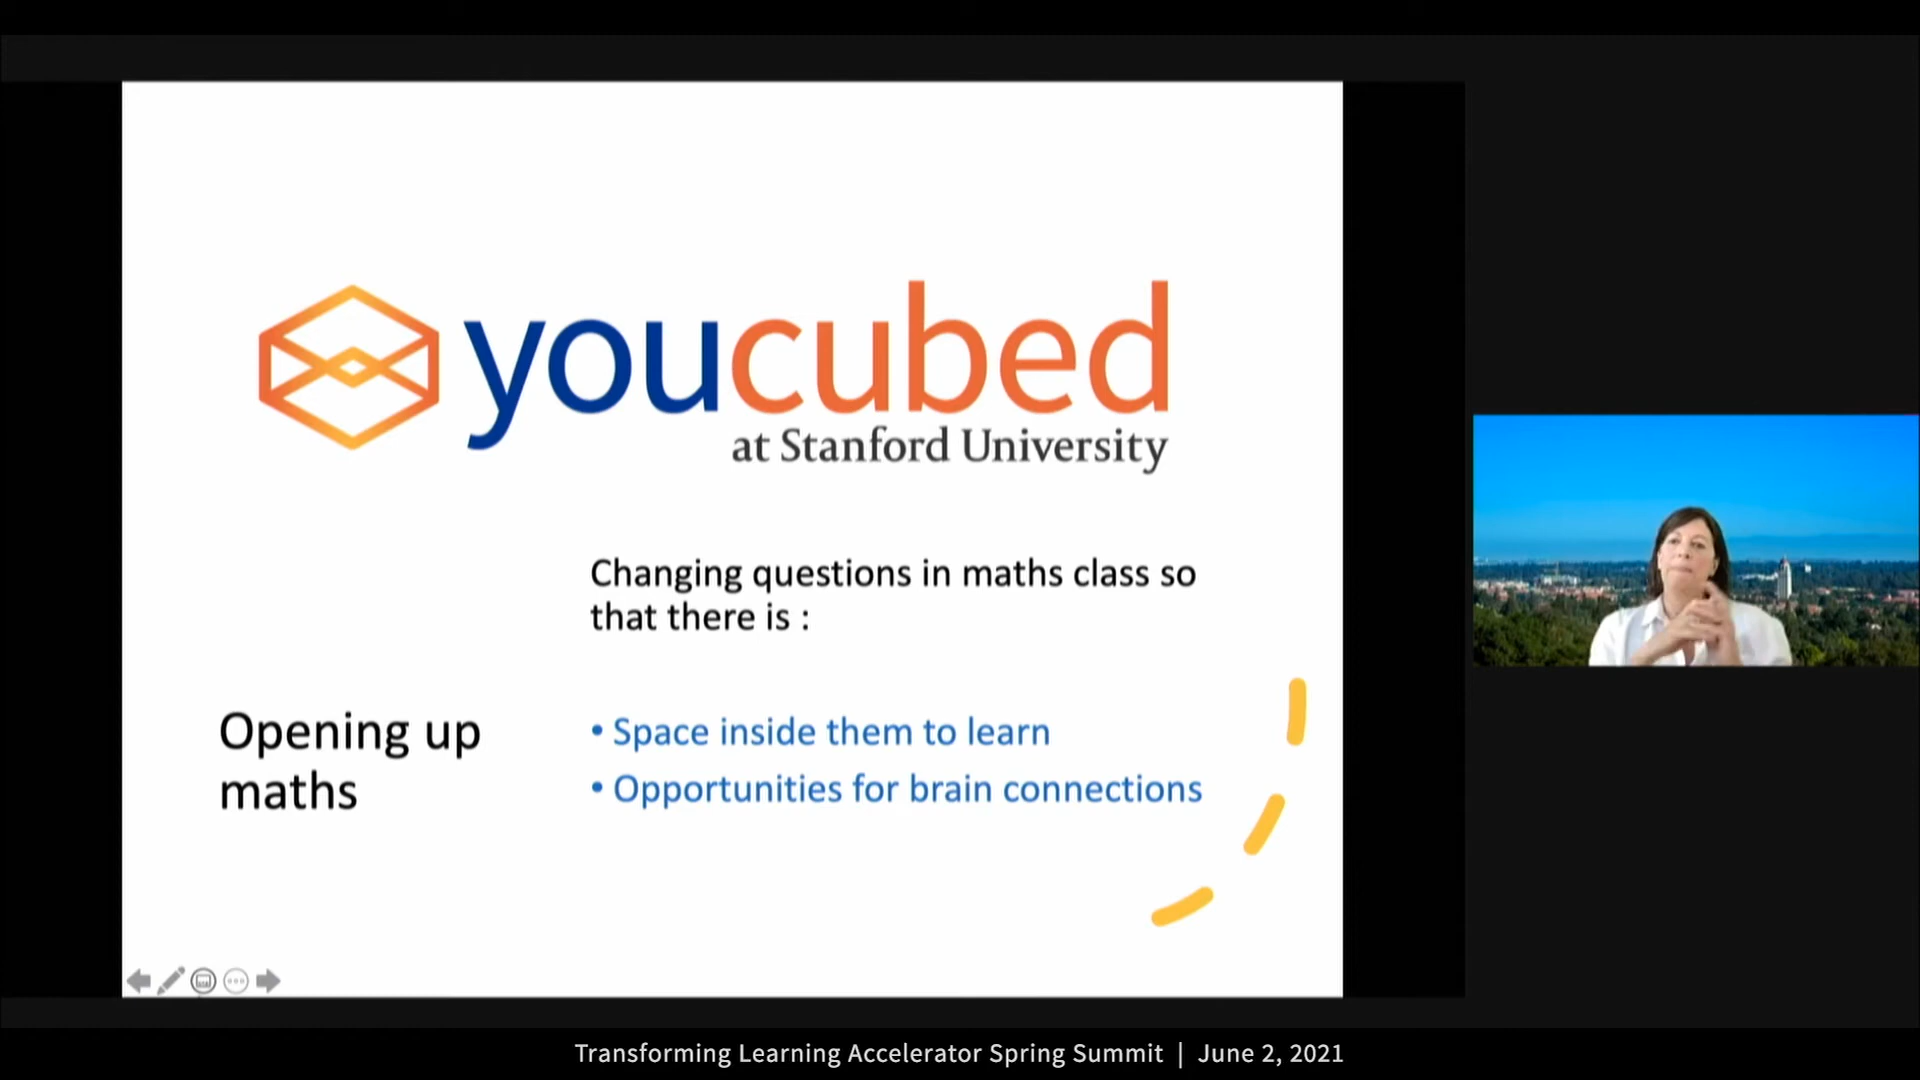 youcubed
at Stanford University
Changing questions in maths class so
that there is :
Opening up
maths
• Space inside them to learn
• Opportunities for brain connections
Transforming Learning Accelerator Spring Summit | June 2, 2021